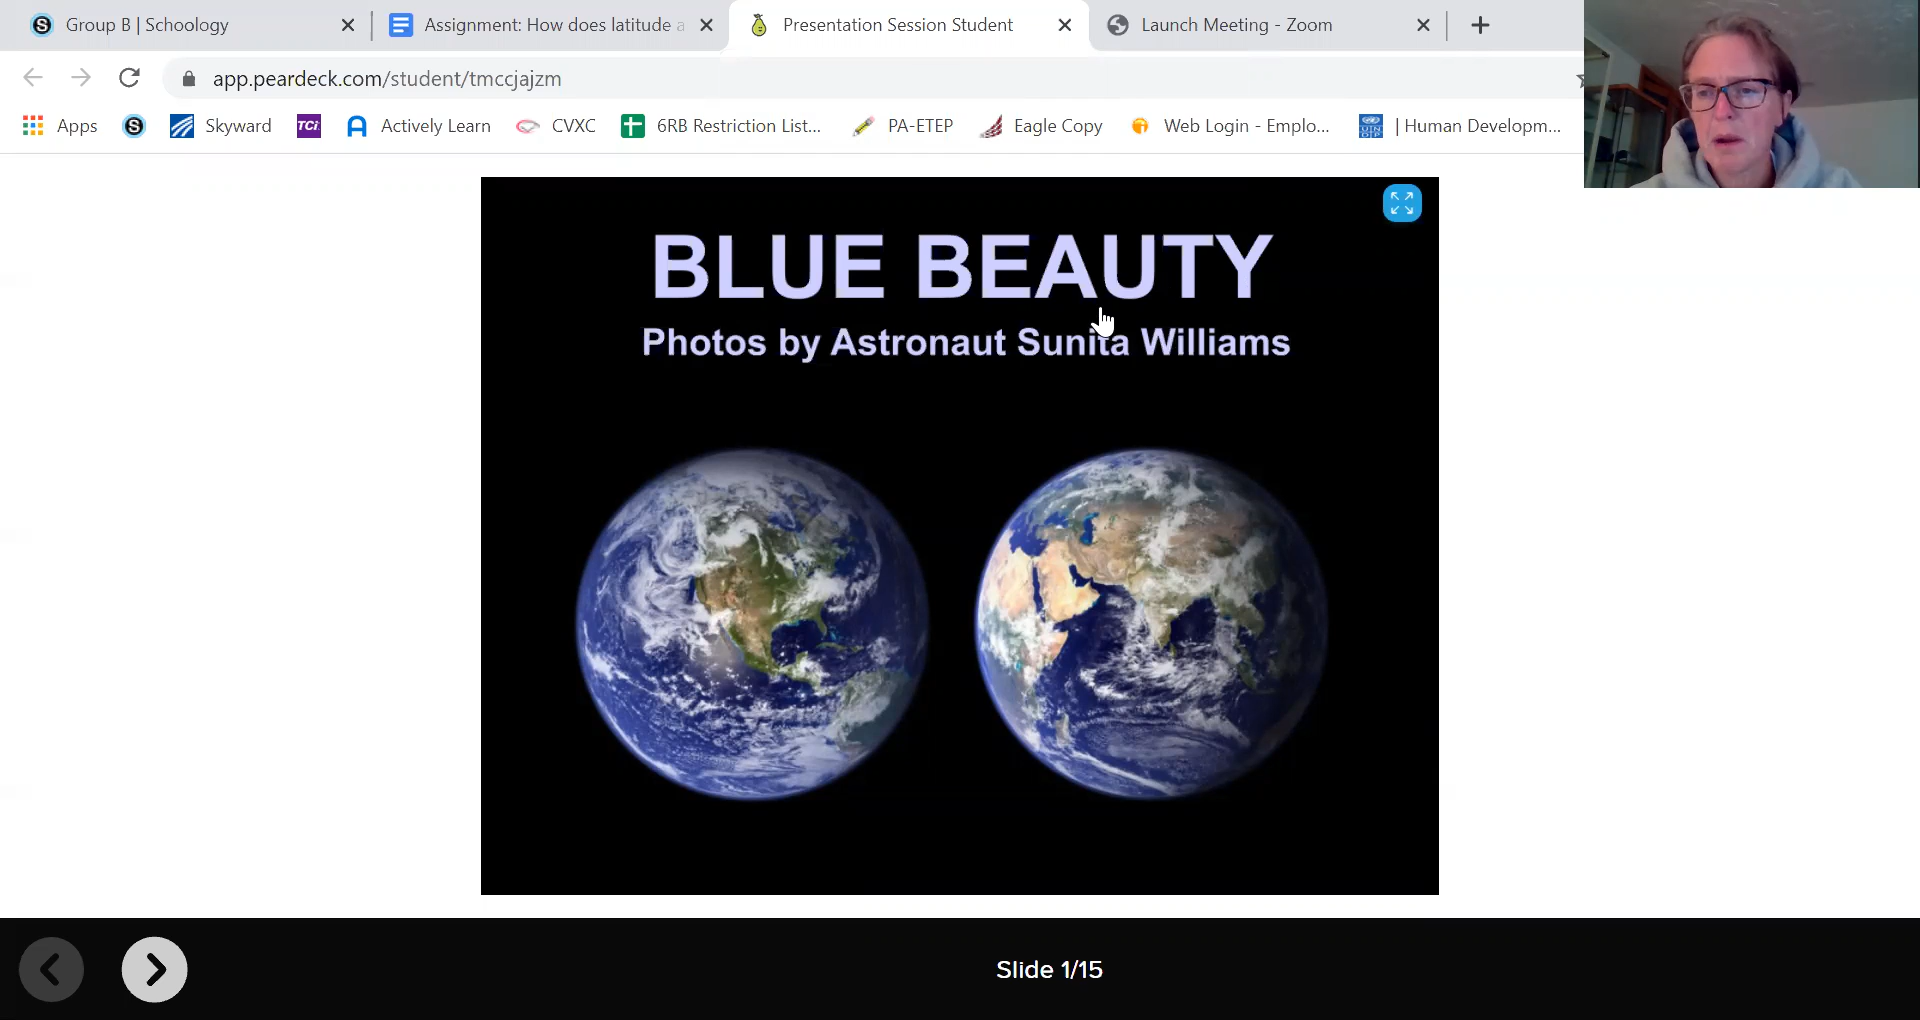 Group B | Schoology
Assignment: How does latitude a
Presentation Session Student
Launch Meeting - Zoom
app.peardeck.com/student/tmccjajzm
Apps
S
Skyward
TCi
Actively Learn
CVXC
6RB Restriction List...
PA-ETEP
Eagle Copy
Web Login - Emplo...
| Human Developm...
BLUE BEAUTY
Photos by Astronaut Sunita Williams
Slide 1/15